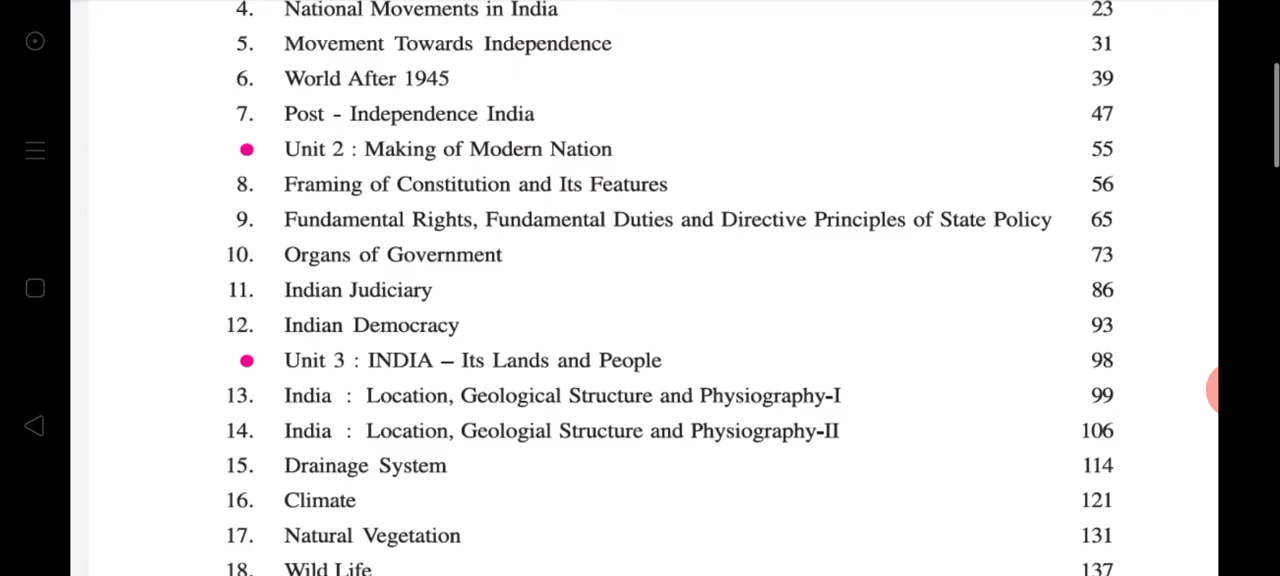 4. National Movements in India 23
5. Movement Towards Independence 31
6. World After 1945 39
7. Post - Independence India 47
● Unit 2 : Making of Modern Nation 55
8. Framing of Constitution and Its Features 56
9. Fundamental Rights, Fundamental Duties and Directive Principles of State Policy 65
10. Organs of Government 73
11. Indian Judiciary 86
12. Indian Democracy 93
● Unit 3 : INDIA – Its Lands and People 98
13. India : Location, Geological Structure and Physiography-I 99
14. India : Location, Geologial Structure and Physiography-II 106
15. Drainage System 114
16. Climate 121
17. Natural Vegetation 131
18. Wild Life 137